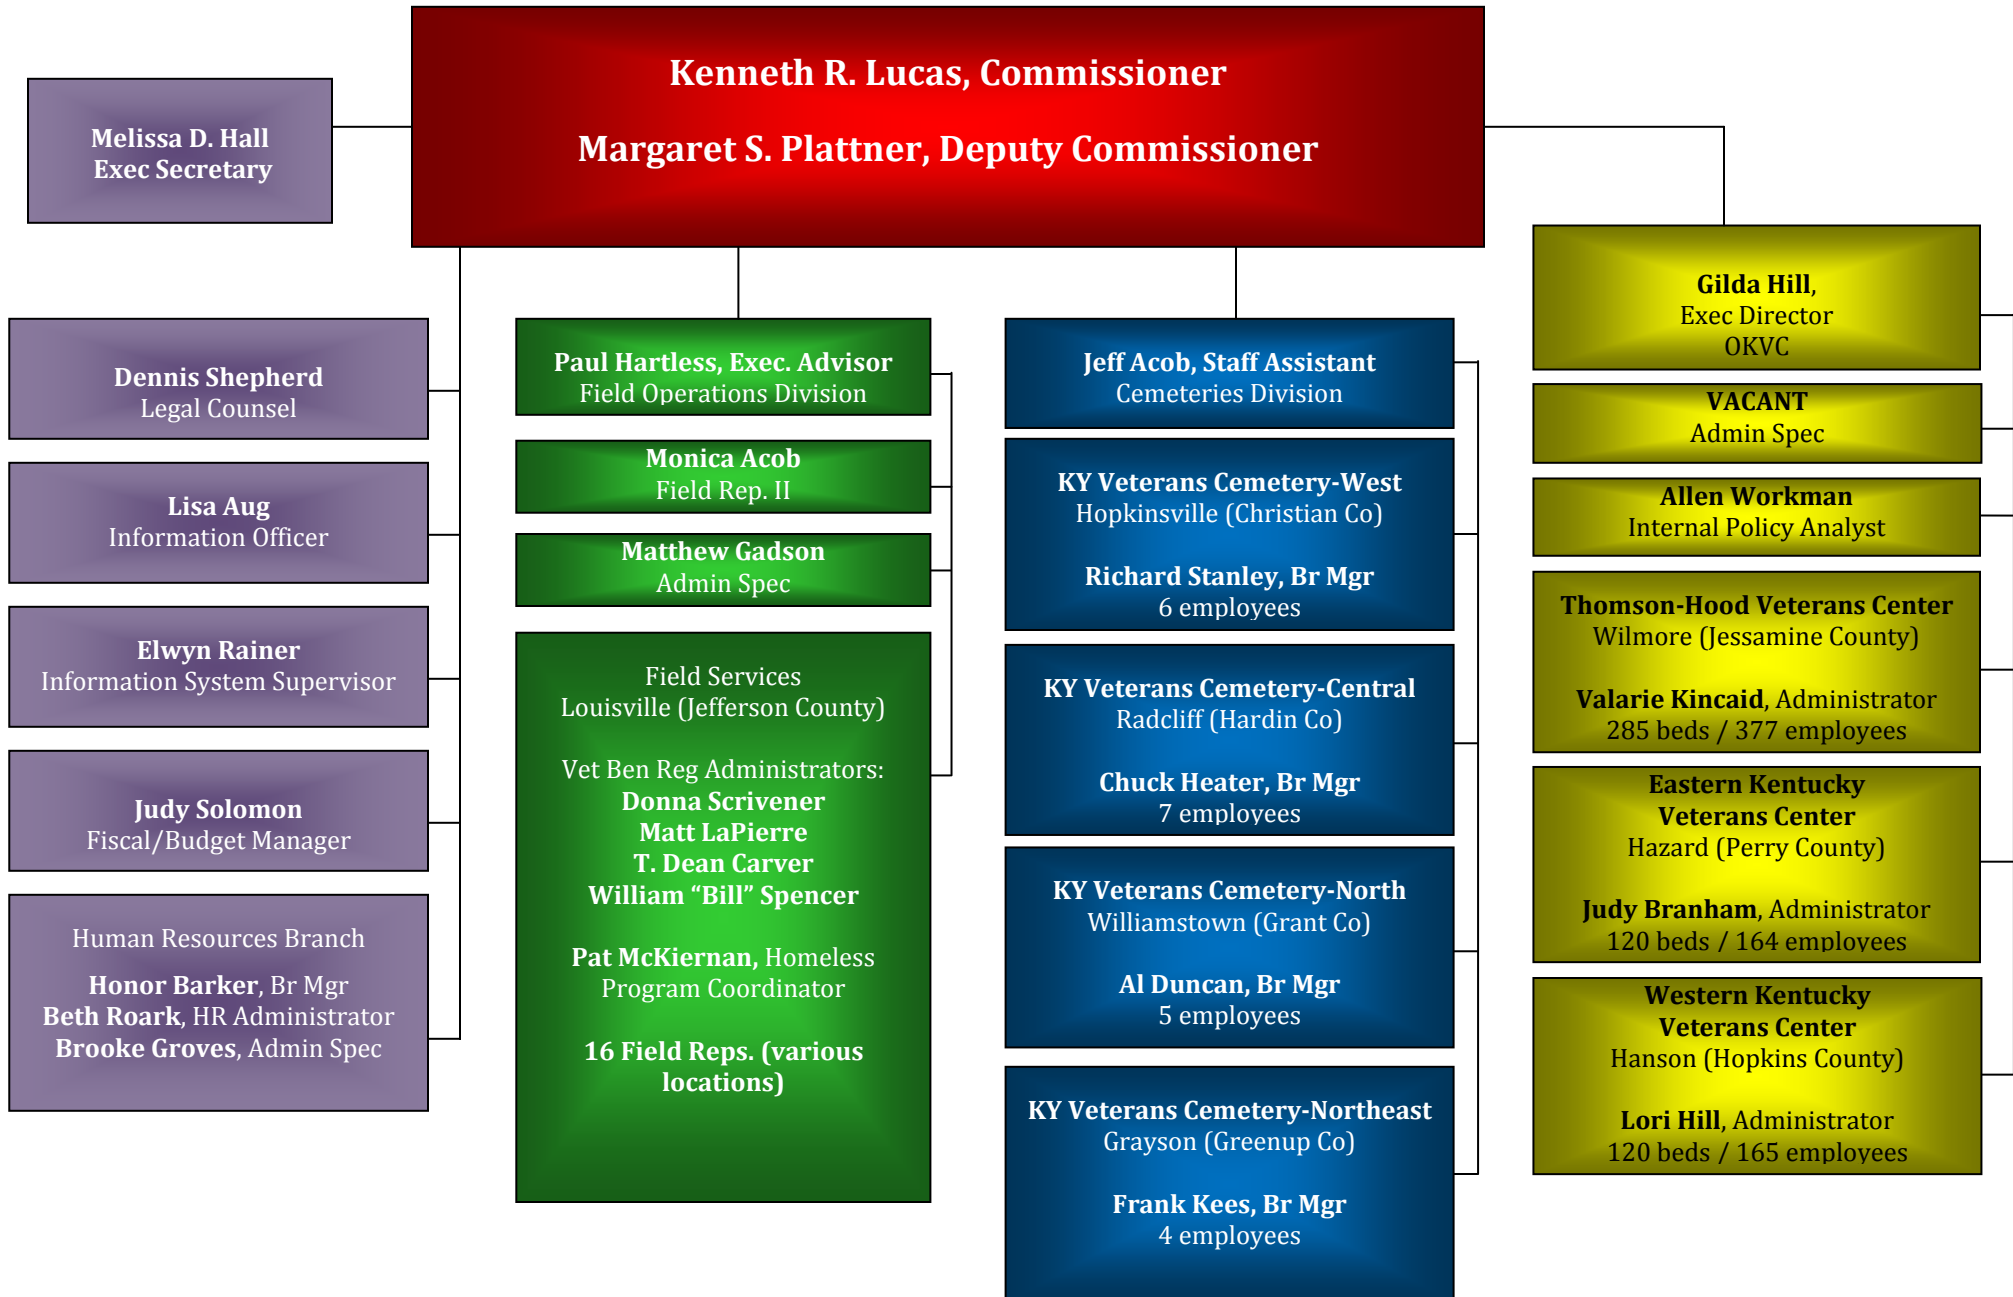 Kenneth R. Lucas, Commissioner
Margaret S. Plattner, Deputy Commissioner
Melissa D. Hall
Exec Secretary
Dennis Shepherd
Legal Counsel
Lisa Aug
Information Officer
Elwyn Rainer
Information System Supervisor
Judy Solomon
Fiscal/Budget Manager
Human Resources Branch
Honor Barker, Br Mgr
Beth Roark, HR Administrator
Brooke Groves, Admin Spec
Paul Hartless, Exec. Advisor
Field Operations Division
Monica Acob
Field Rep. II
Matthew Gadson
Admin Spec
Field Services
Louisville (Jefferson County)
Vet Ben Reg Administrators:
Donna Scrivener
Matt LaPierre
T. Dean Carver
William “Bill” Spencer
Pat McKiernan, Homeless
Program Coordinator
16 Field Reps. (various
locations)
Jeff Acob, Staff Assistant
Cemeteries Division
KY Veterans Cemetery-West
Hopkinsville (Christian Co)
Richard Stanley, Br Mgr
6 employees
KY Veterans Cemetery-Central
Radcliff (Hardin Co)
Chuck Heater, Br Mgr
7 employees
KY Veterans Cemetery-North
Williamstown (Grant Co)
Al Duncan, Br Mgr
5 employees
KY Veterans Cemetery-Northeast
Grayson (Greenup Co)
Frank Kees, Br Mgr
4 employees
Gilda Hill,
Exec Director
OKVC
VACANT
Admin Spec
Allen Workman
Internal Policy Analyst
Thomson-Hood Veterans Center
Wilmore (Jessamine County)
Valarie Kincaid, Administrator
285 beds / 377 employees
Eastern Kentucky
Veterans Center
Hazard (Perry County)
Judy Branham, Administrator
120 beds / 164 employees
Western Kentucky
Veterans Center
Hanson (Hopkins County)
Lori Hill, Administrator
120 beds / 165 employees